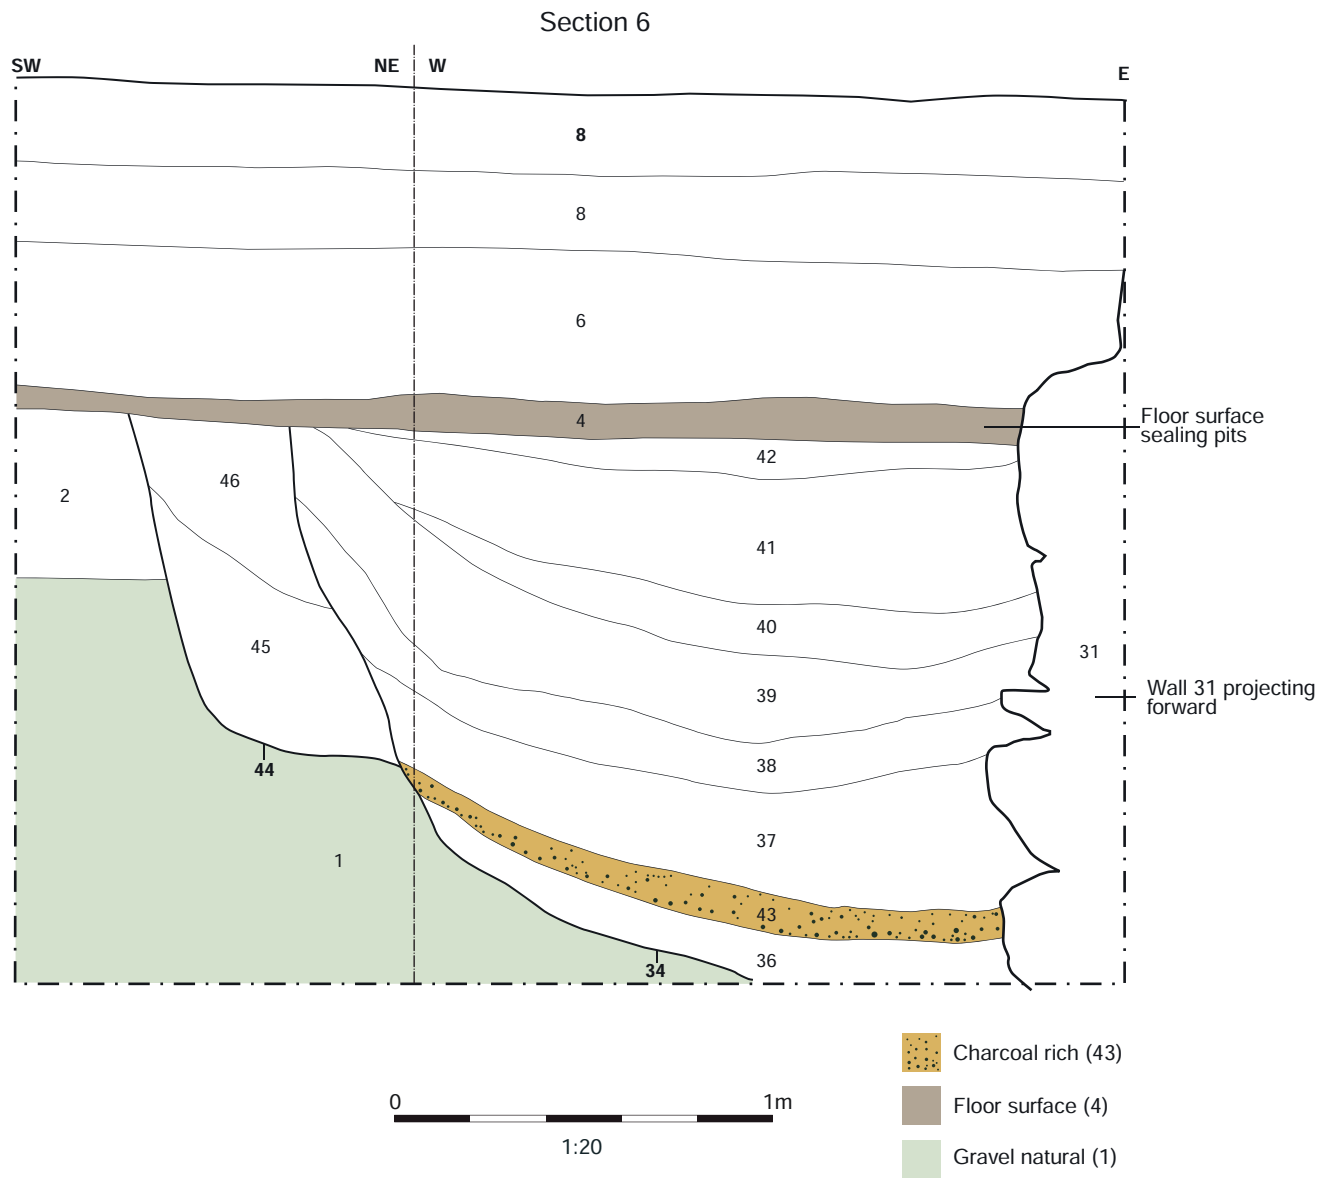 Section 6
SW
NE
W
E
8
8
6
4
Floor surface
sealing pits
42
46
2
41
40
45
31
39
Wall 31 projecting
forward
38
44
37
1
43
36
34
Charcoal rich (43)
0
1m
Floor surface (4)
1:20
Gravel natural (1)